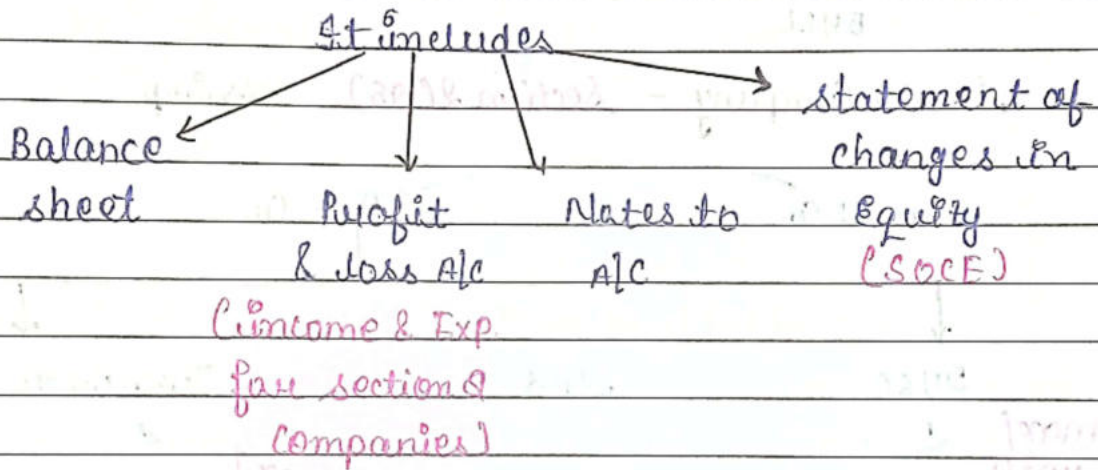 It includes
Balance
sheet
Profit
& loss A/C
(income & Exp.
for section 8
companies)
Notes to
A/C
statement of
changes in
Equity
(SOCE)